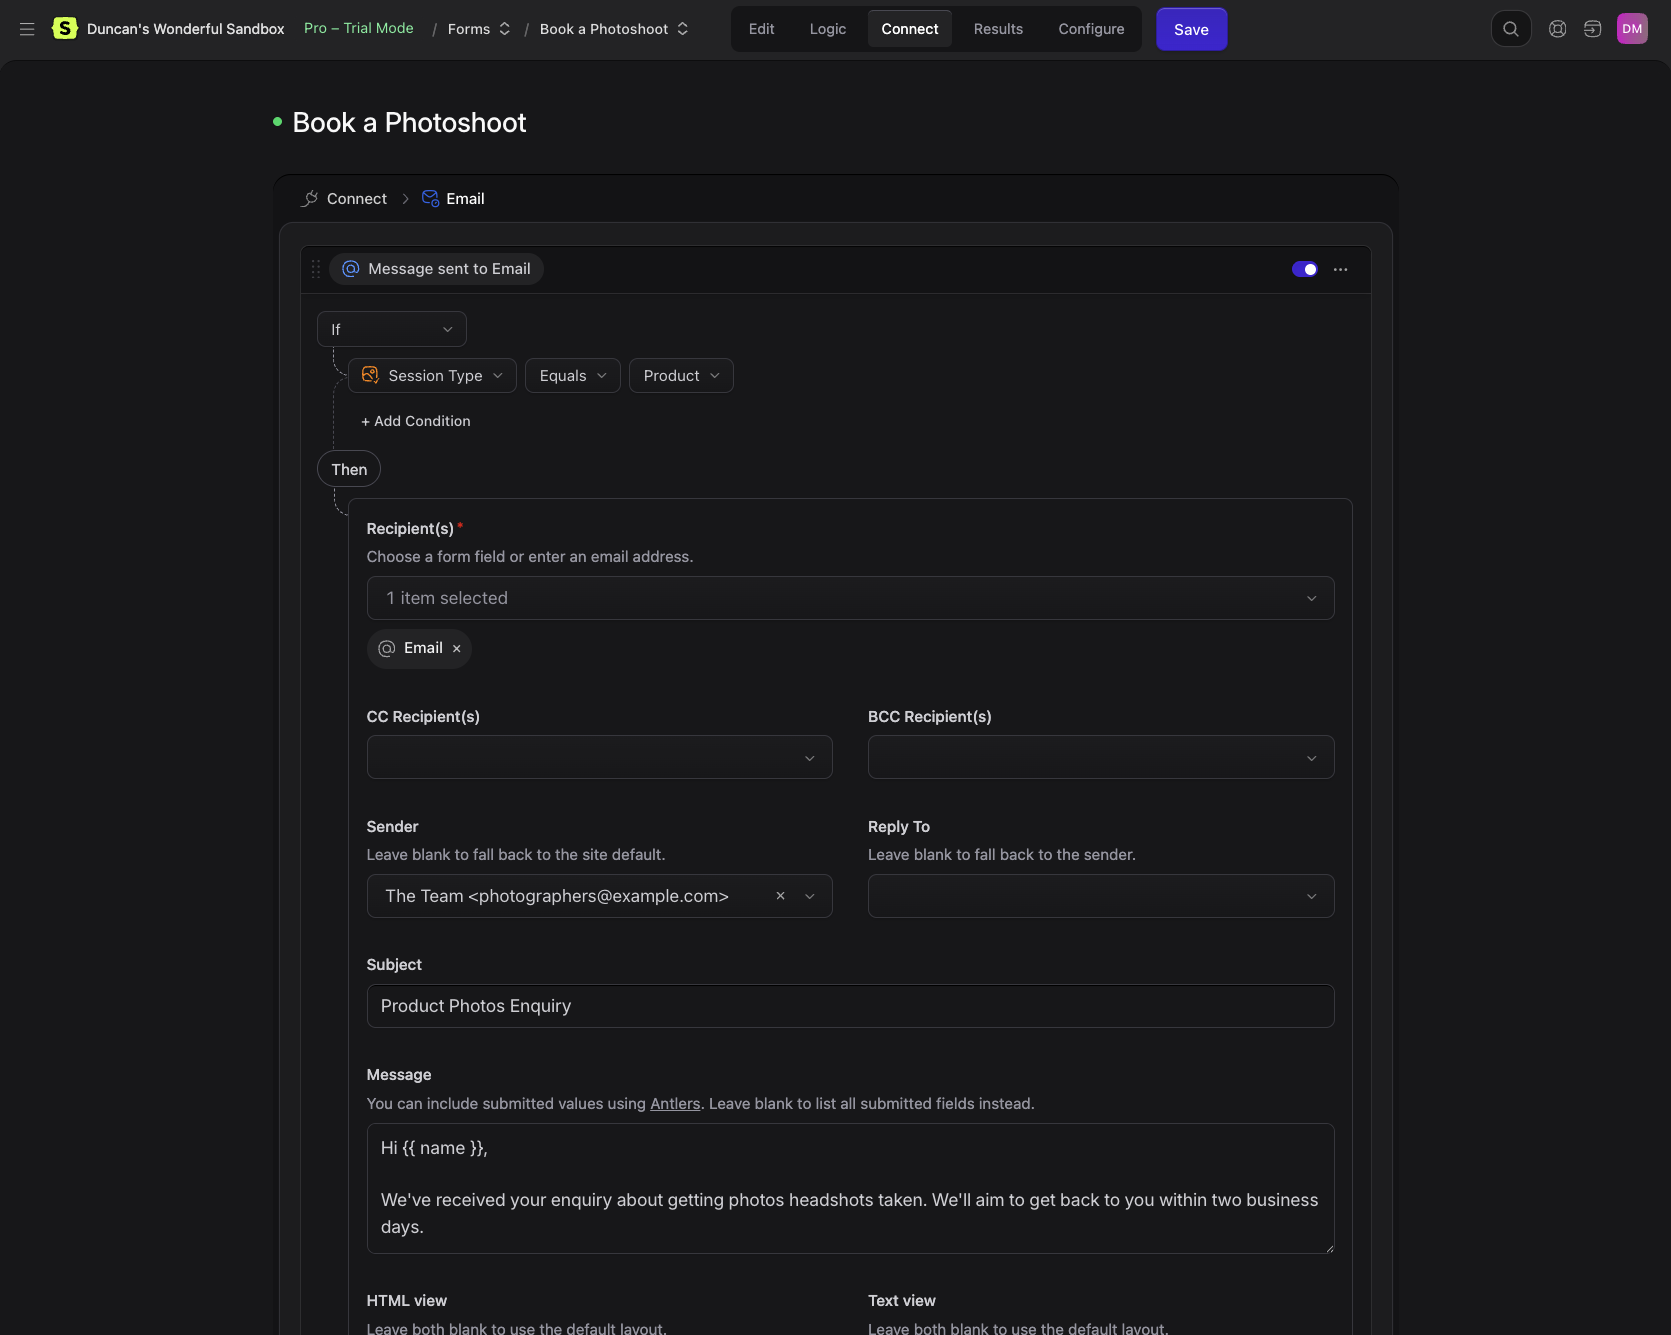 S Duncan's Wonderful Sandbox Pro – Trial Mode / Forms / Book a Photoshoot Edit Logic Connect Results Configure Save DM
Book a Photoshoot
Connect Email
Message sent to Email
If
Session Type Equals Product
+ Add Condition
Then
Recipient(s)*
Choose a form field or enter an email address.
1 item selected
Email ×
CC Recipient(s) BCC Recipient(s)
Sender Reply To
Leave blank to fall back to the site default. Leave blank to fall back to the sender.
The Team <photographers@example.com> ×
Subject
Product Photos Enquiry
Message
You can include submitted values using Antlers. Leave blank to list all submitted fields instead.
Hi {{ name }},
We've received your enquiry about getting photos headshots taken. We'll aim to get back to you within two business
days.
HTML view Text view
Leave both blank to use the default layout. Leave both blank to use the default layout.